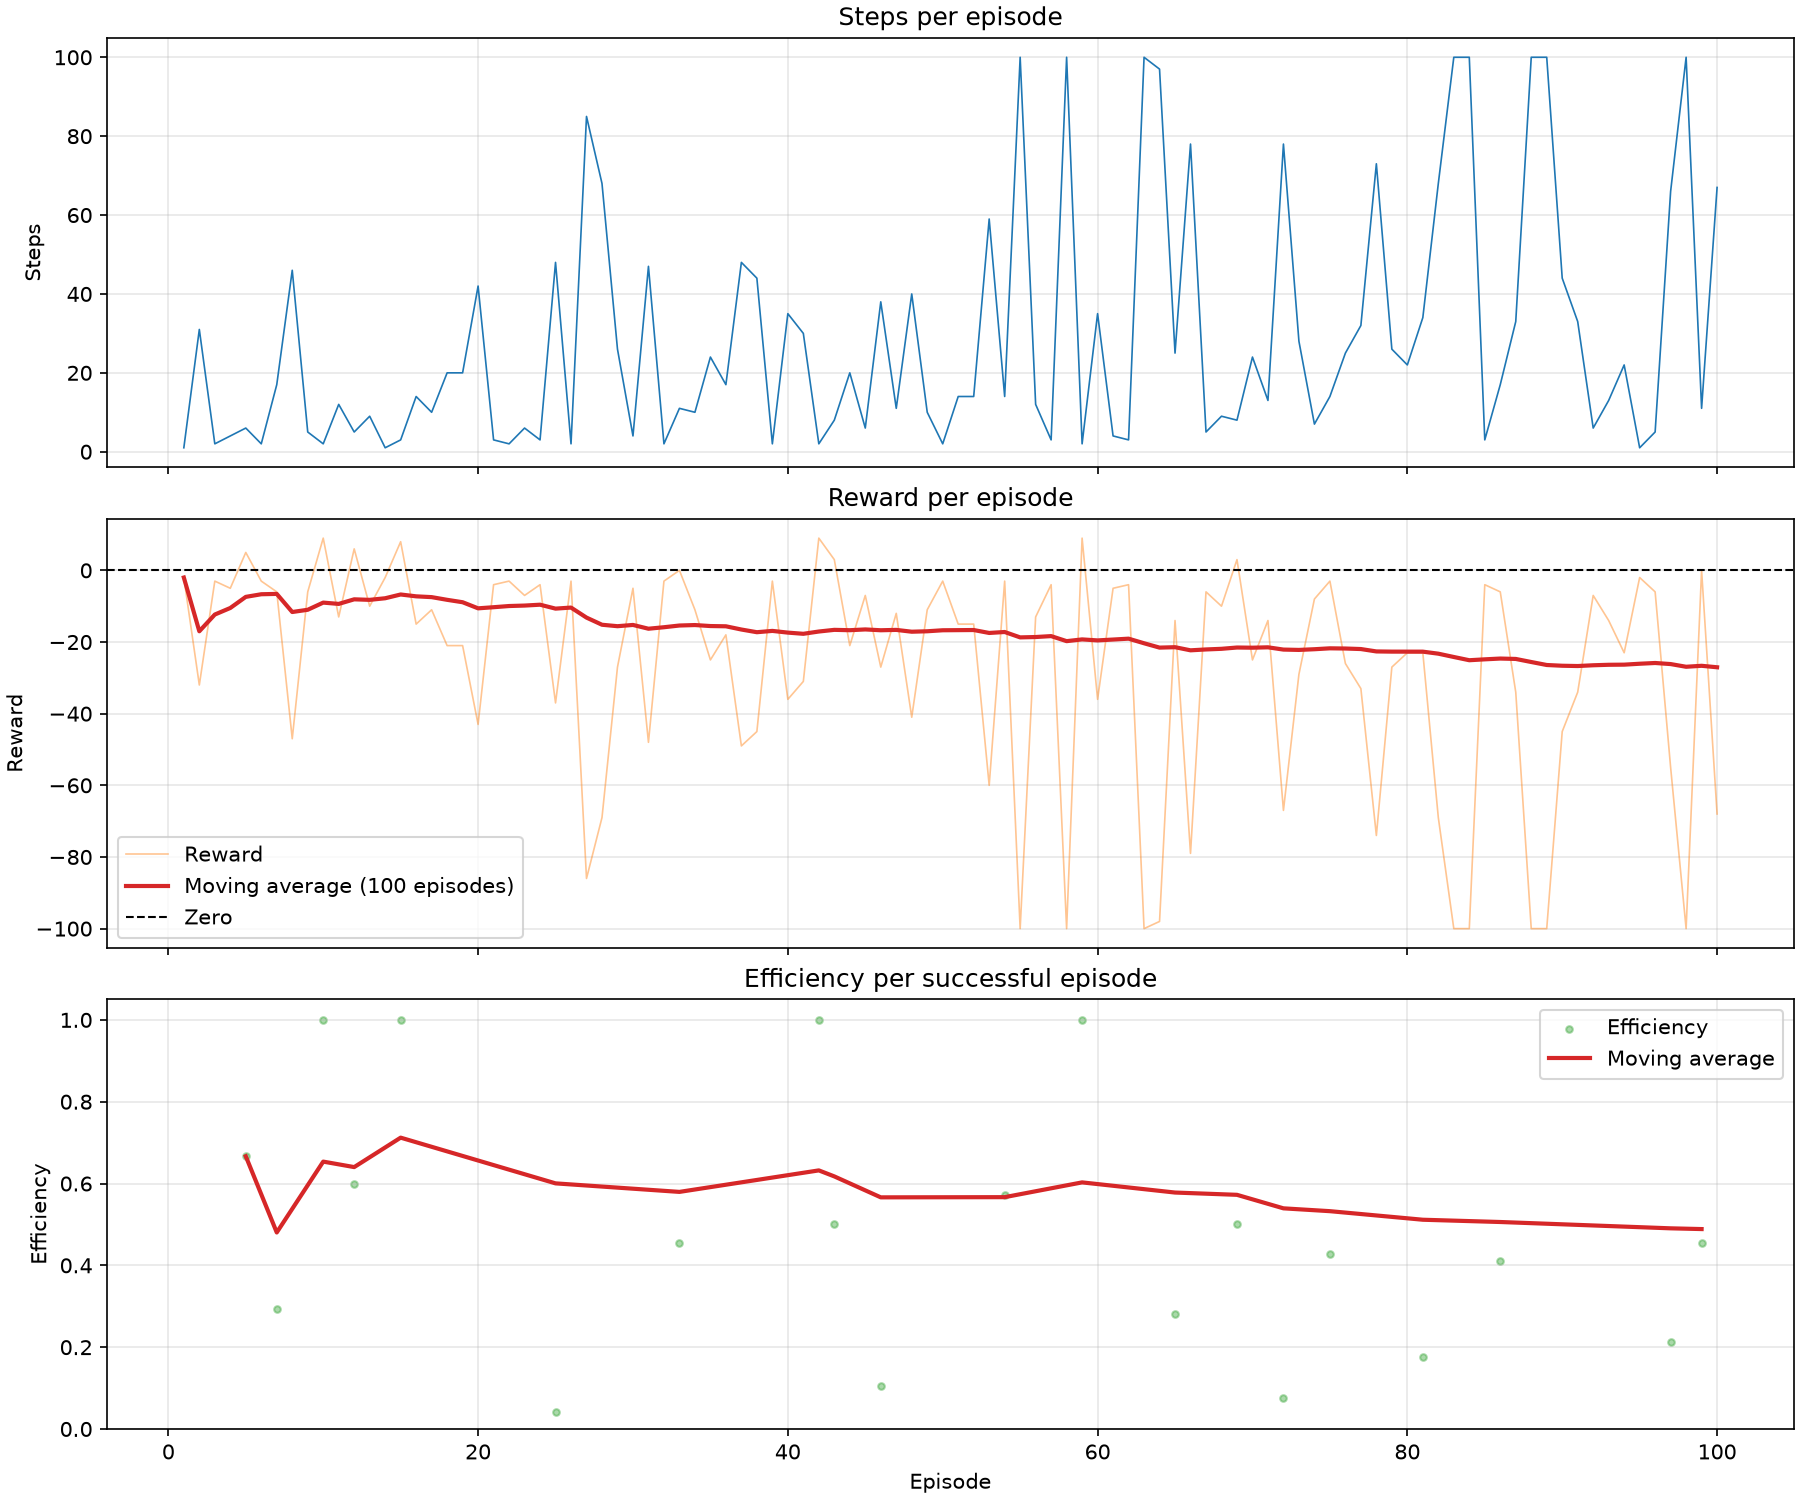 Steps per episode
100
80
60
40
20
0
Steps
Reward per episode
0
−20
−40
−60
−80
−100
Reward
Reward
Moving average (100 episodes)
Zero
Efficiency per successful episode
1.0
0.8
0.6
0.4
0.2
0.0
Efficiency
Efficiency
Moving average
0 20 40 60 80 100
Episode